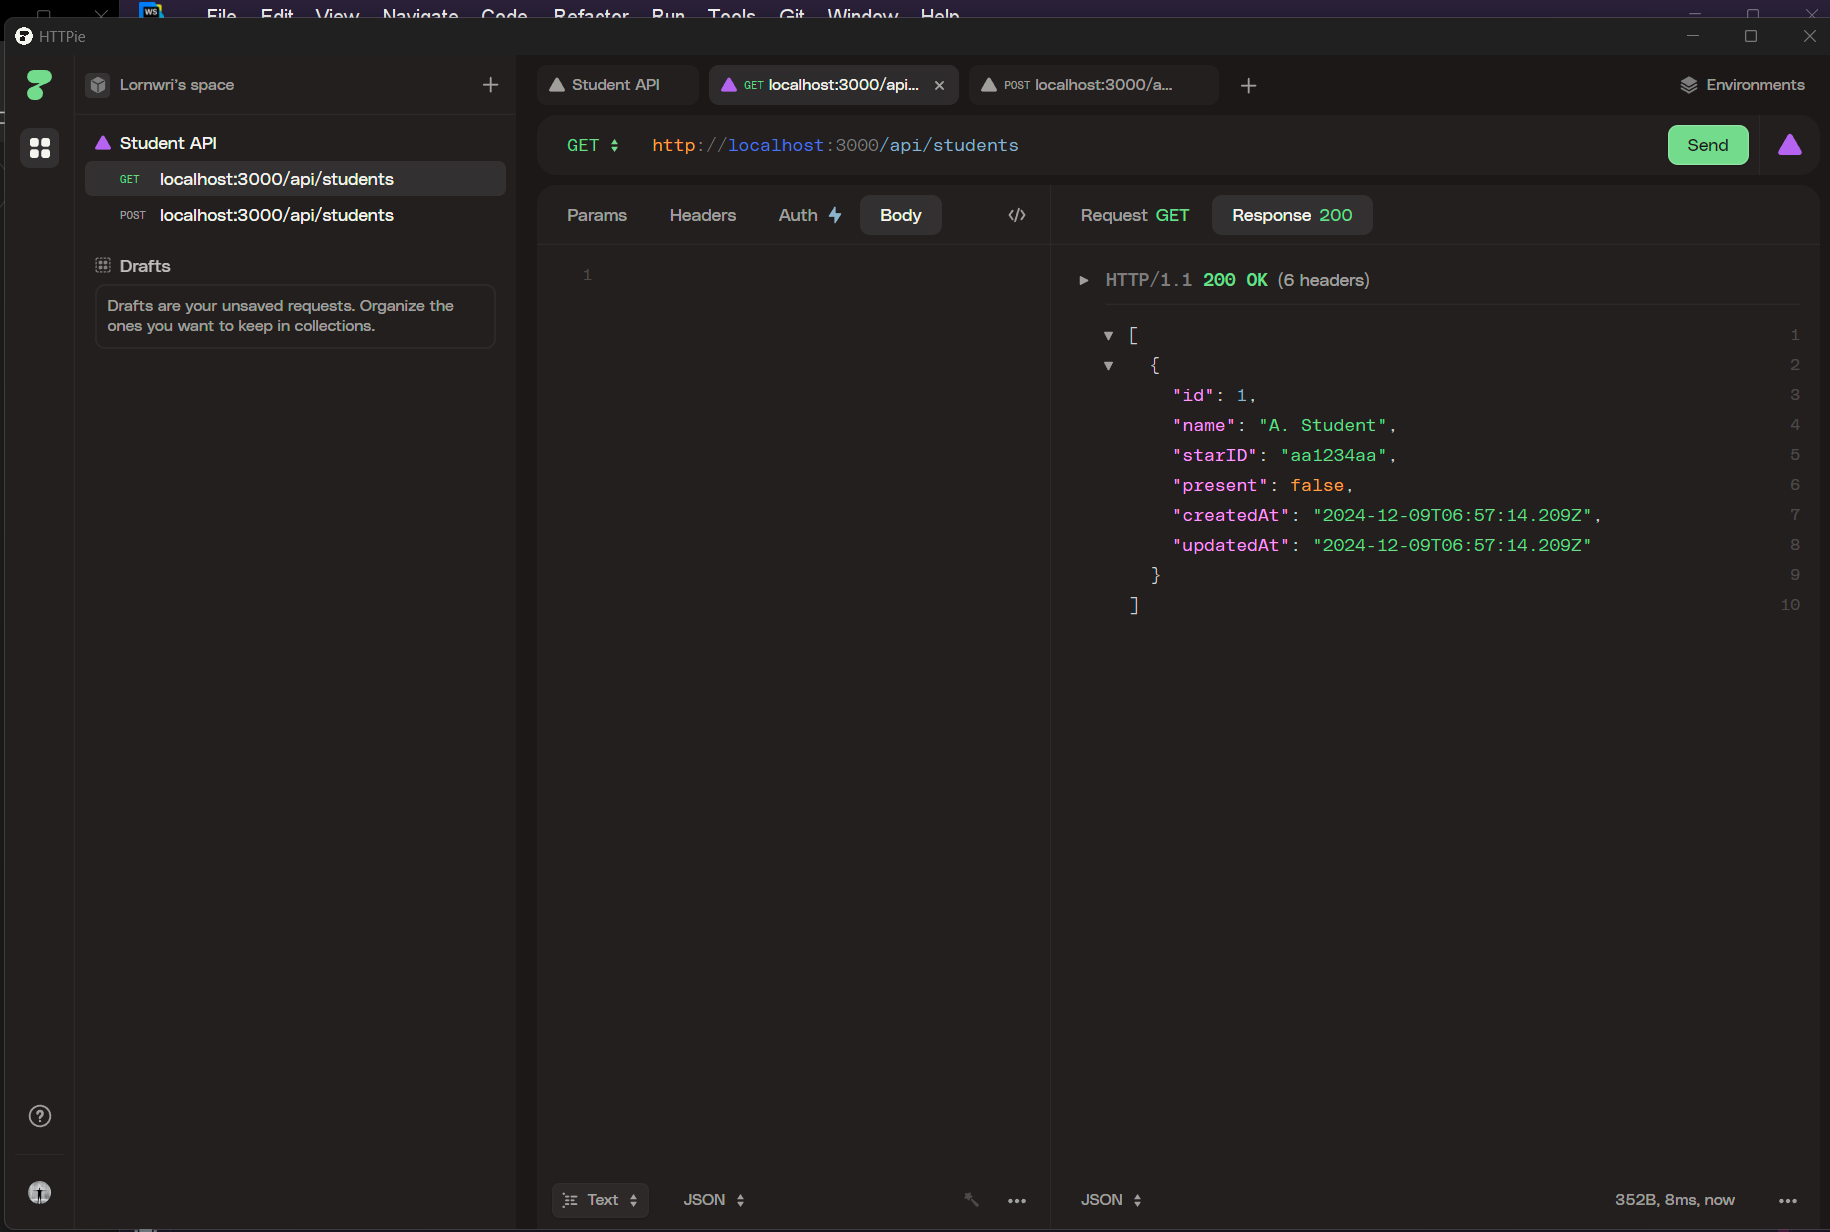 WS File Edit View Navigate Code Refactor Run Tools Git Window Help
HTTPie
Lornwri's space
Student API
GET localhost:3000/api/students
POST localhost:3000/api/students
Drafts
Drafts are your unsaved requests. Organize the
ones you want to keep in collections.
Student API
GET localhost:3000/api...
POST localhost:3000/a...
Environments
GET http://localhost:3000/api/students
Send
Params Headers Auth Body </>
1
Text JSON
Request GET Response 200
HTTP/1.1 200 OK (6 headers)
[ 1
{ 2
"id": 1, 3
"name": "A. Student", 4
"starID": "aa1234aa", 5
"present": false, 6
"createdAt": "2024-12-09T06:57:14.209Z", 7
"updatedAt": "2024-12-09T06:57:14.209Z" 8
} 9
] 10
JSON 352B, 8ms, now